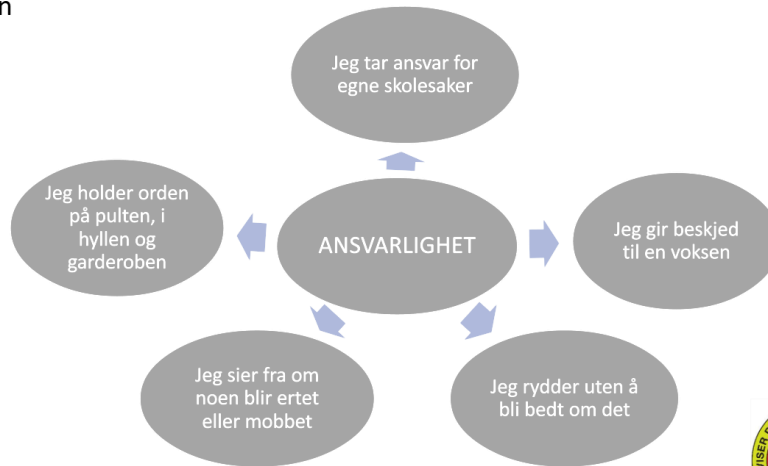 n
Jeg tar ansvar for
egne skolesaker
Jeg holder orden
på pulten, i
hyllen og
garderoben
ANSVARLIGHET
Jeg gir beskjed
til en voksen
Jeg sier fra om
noen blir ertet
eller mobbet
Jeg rydder uten å
bli bedt om det